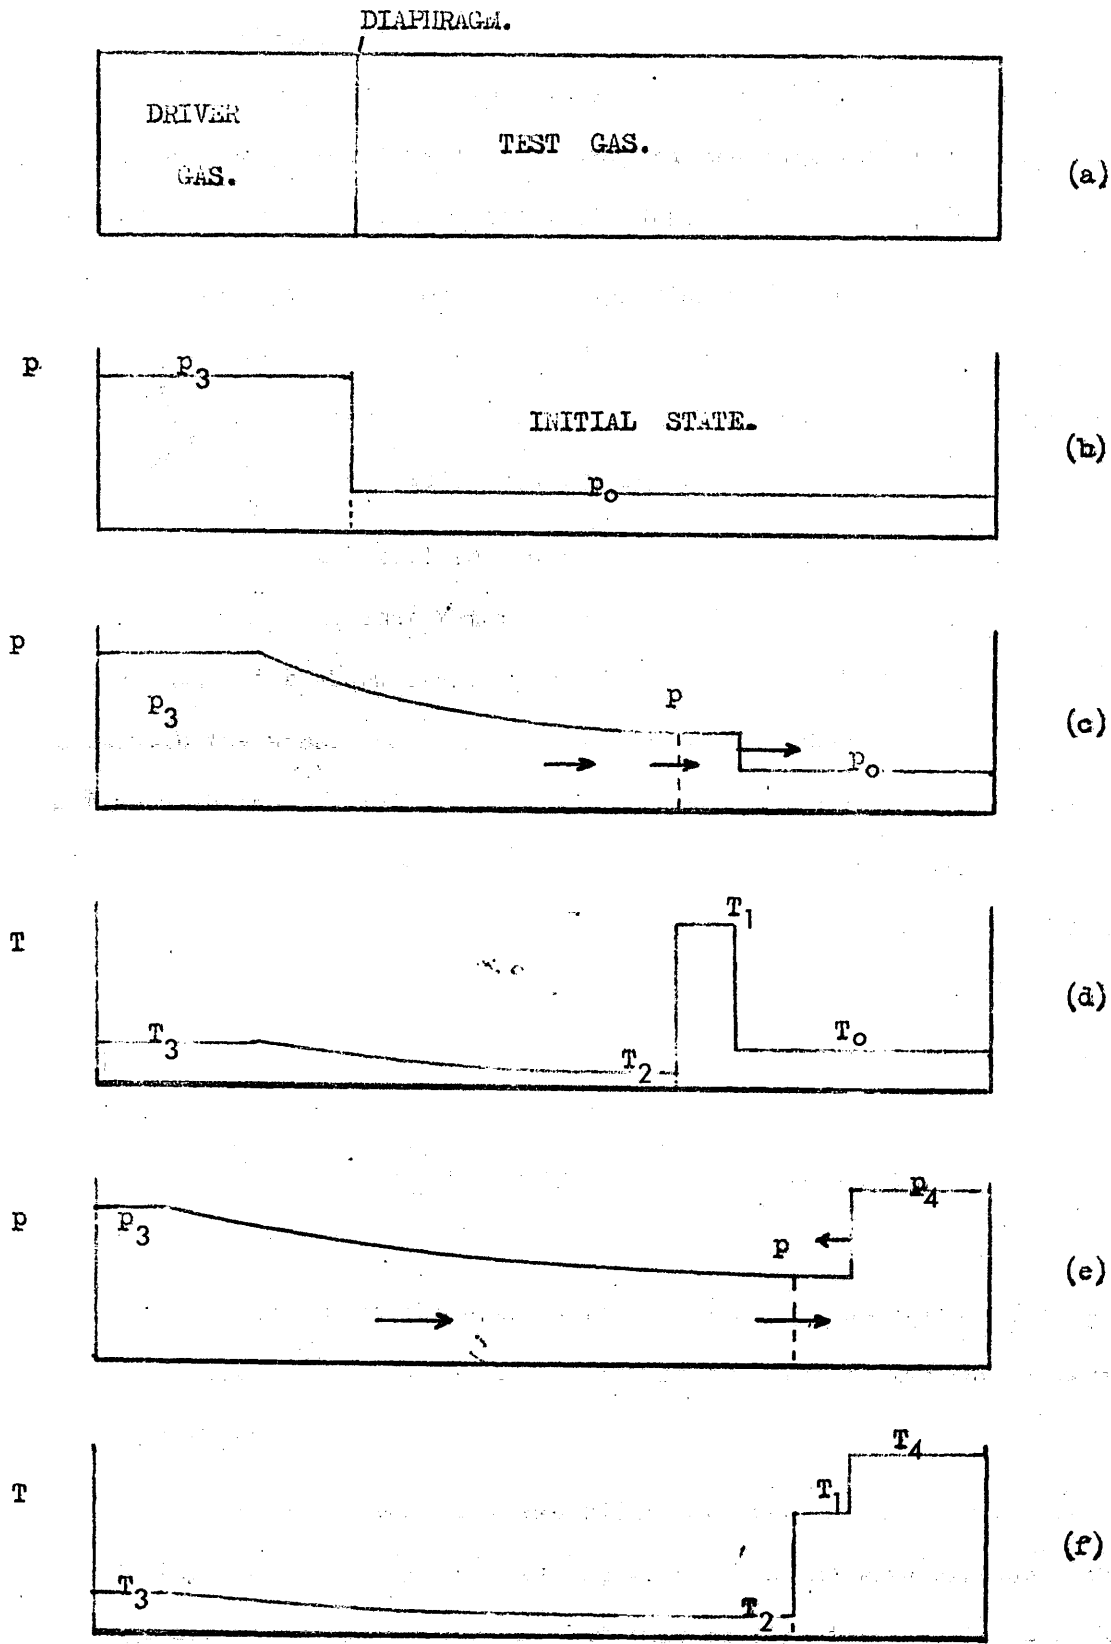 DIAPHRAGM.
DRIVER
GAS.
TEST GAS.
(a)
p
p3
INITIAL STATE.
po
(b)
p
p3
p
po
(c)
T
T3
T2
T1
To
(d)
p
p3
p
p4
(e)
T
T3
T2
T1
T4
(f)